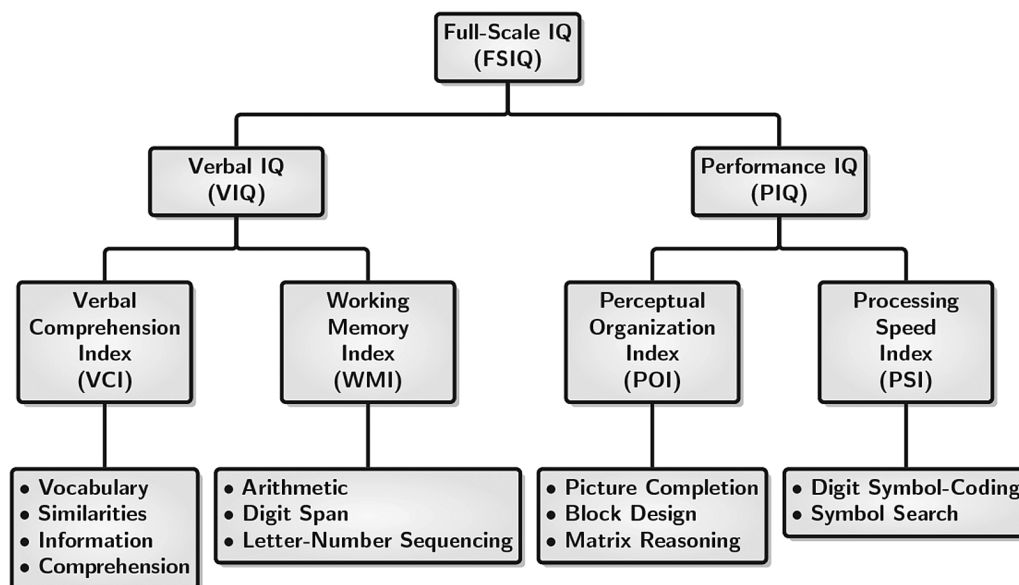 Full-Scale IQ
(FSIQ)
Verbal IQ
(VIQ)
Performance IQ
(PIQ)
Verbal
Comprehension
Index
(VCI)
Working
Memory
Index
(WMI)
Perceptual
Organization
Index
(POI)
Processing
Speed
Index
(PSI)
• Vocabulary
• Similarities
• Information
• Comprehension
• Arithmetic
• Digit Span
• Letter-Number Sequencing
• Picture Completion
• Block Design
• Matrix Reasoning
• Digit Symbol-Coding
• Symbol Search